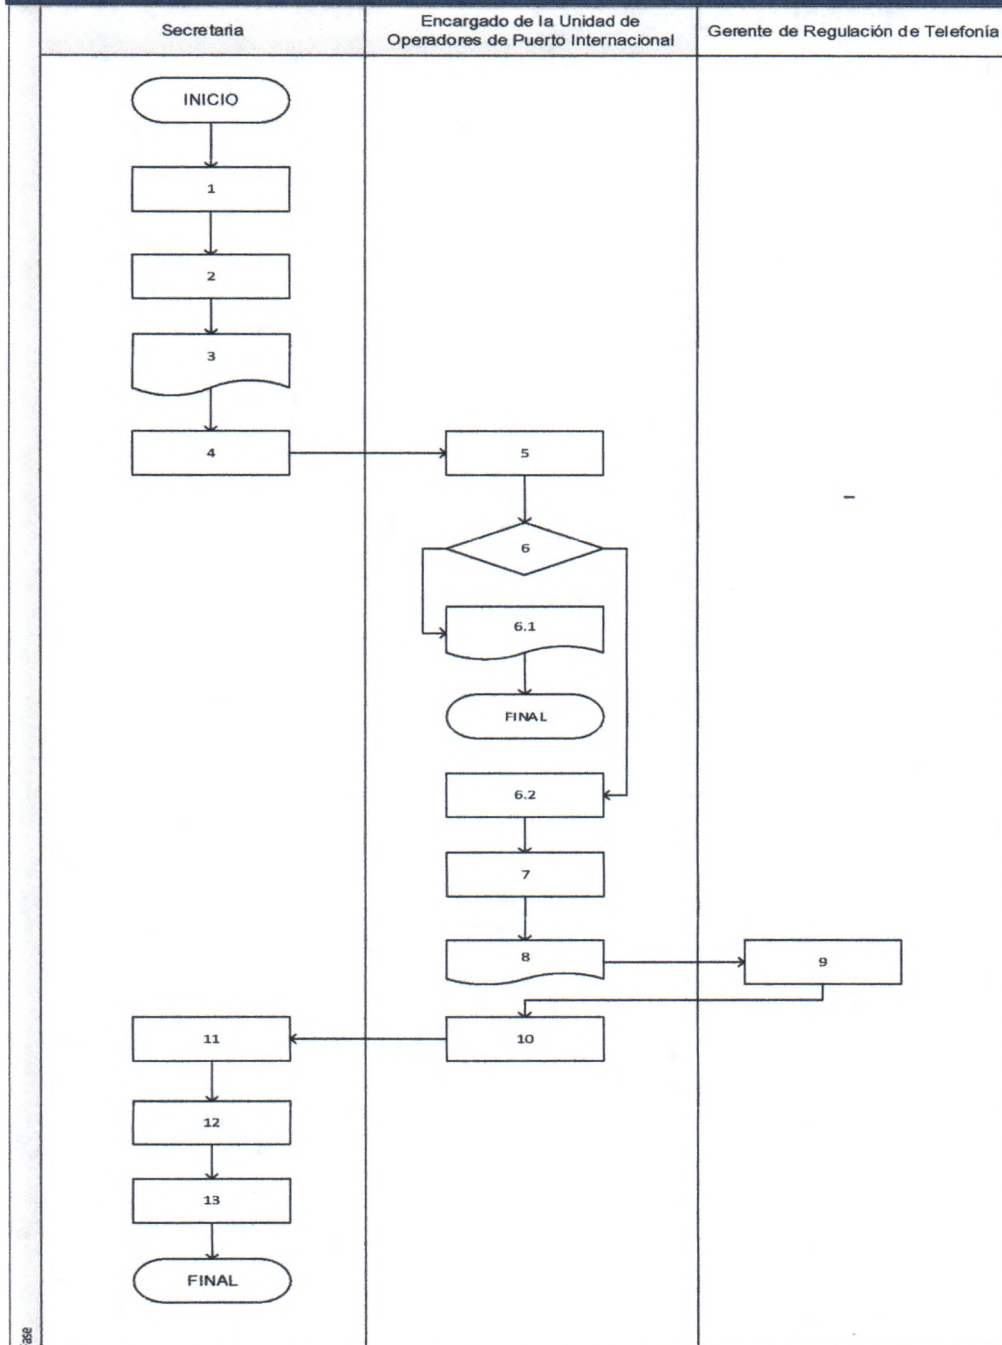 Secretaria
Encargado de la Unidad de
Operadores de Puerto Internacional
Gerente de Regulación de Telefonía
INICIO
1
2
3
4
5
6
6.1
FINAL
6.2
7
8
9
10
11
12
13
FINAL